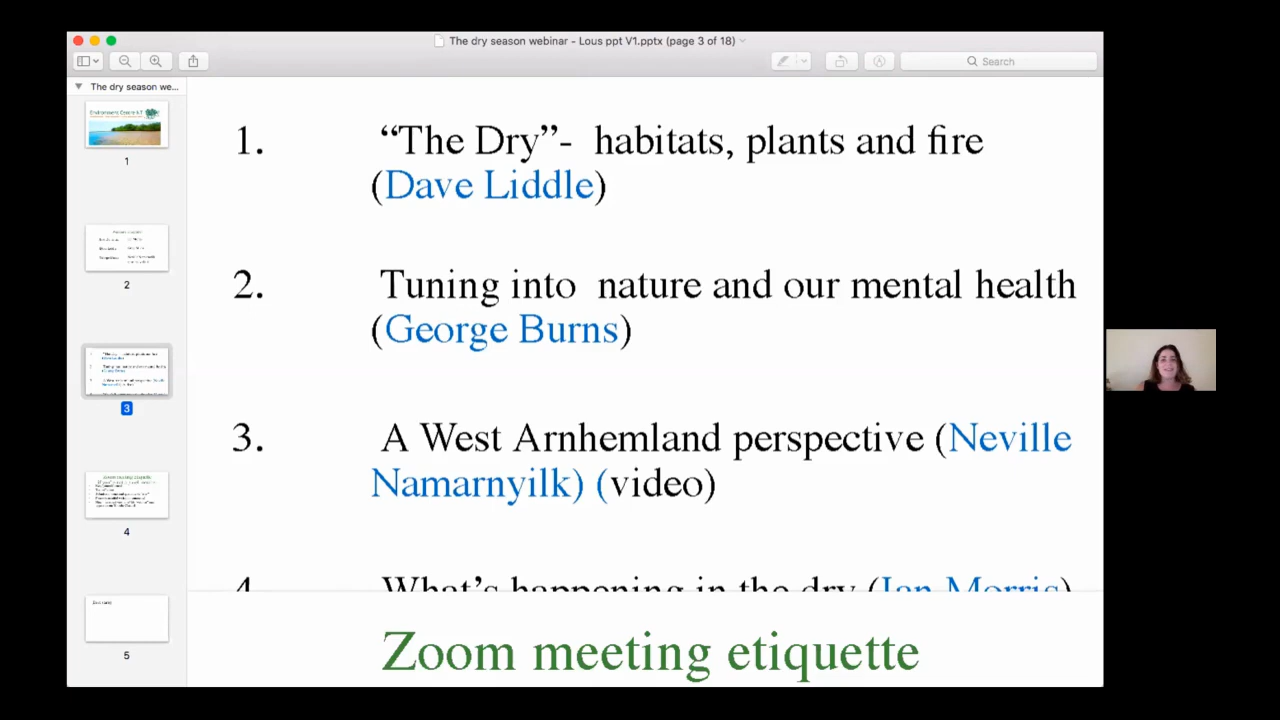 The dry season webinar - Lous ppt V1.pptx (page 3 of 18)
Search
The dry season we...
1
2
3
4
5
1. “The Dry”- habitats, plants and fire
(Dave Liddle)
2. Tuning into nature and our mental health
(George Burns)
3. A West Arnhemland perspective (Neville
Namarnyilk) (video)
4. What’s happening in the dry (Ian Morris)
Zoom meeting etiquette